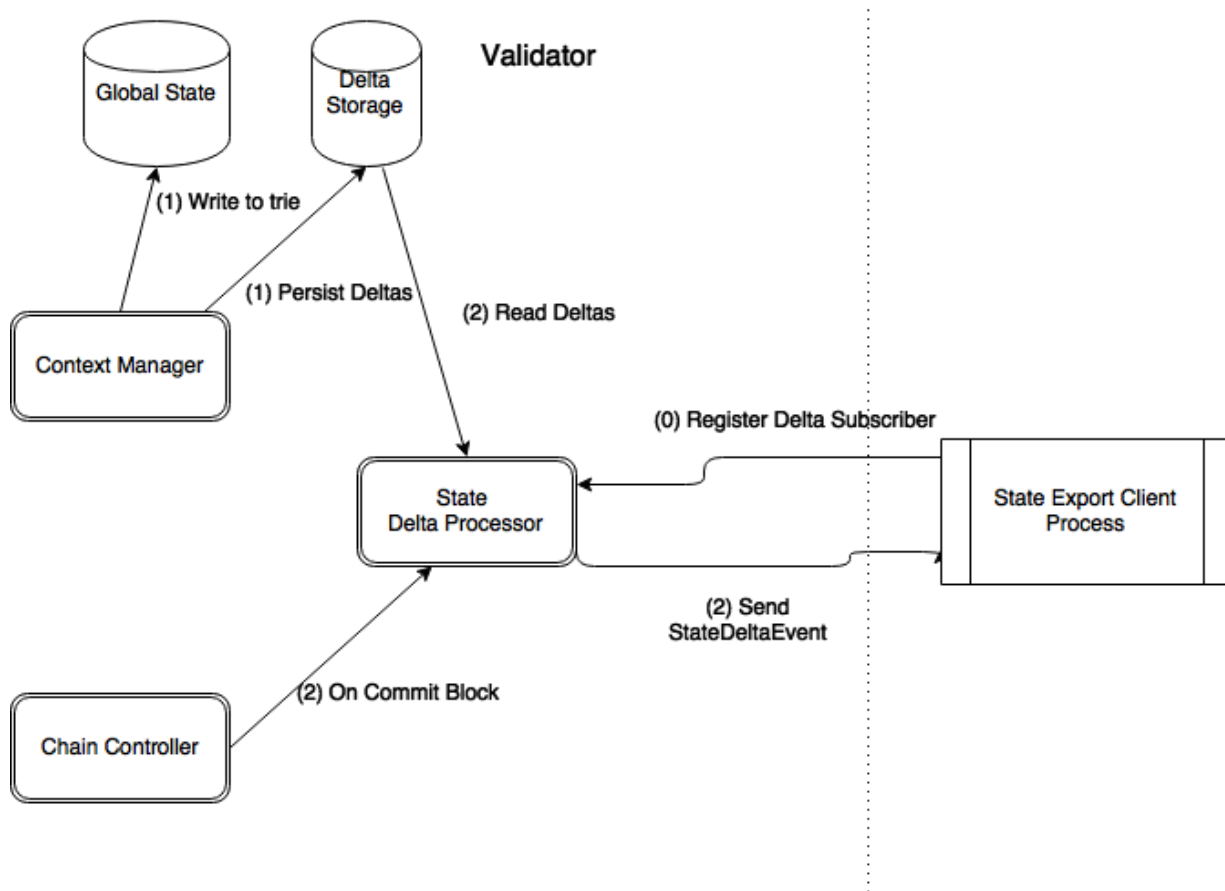 Validator
Global State
Delta
Storage
(1) Write to trie
(1) Persist Deltas
(2) Read Deltas
Context Manager
(0) Register Delta Subscriber
State
Delta Processor
State Export Client
Process
(2) Send
StateDeltaEvent
(2) On Commit Block
Chain Controller